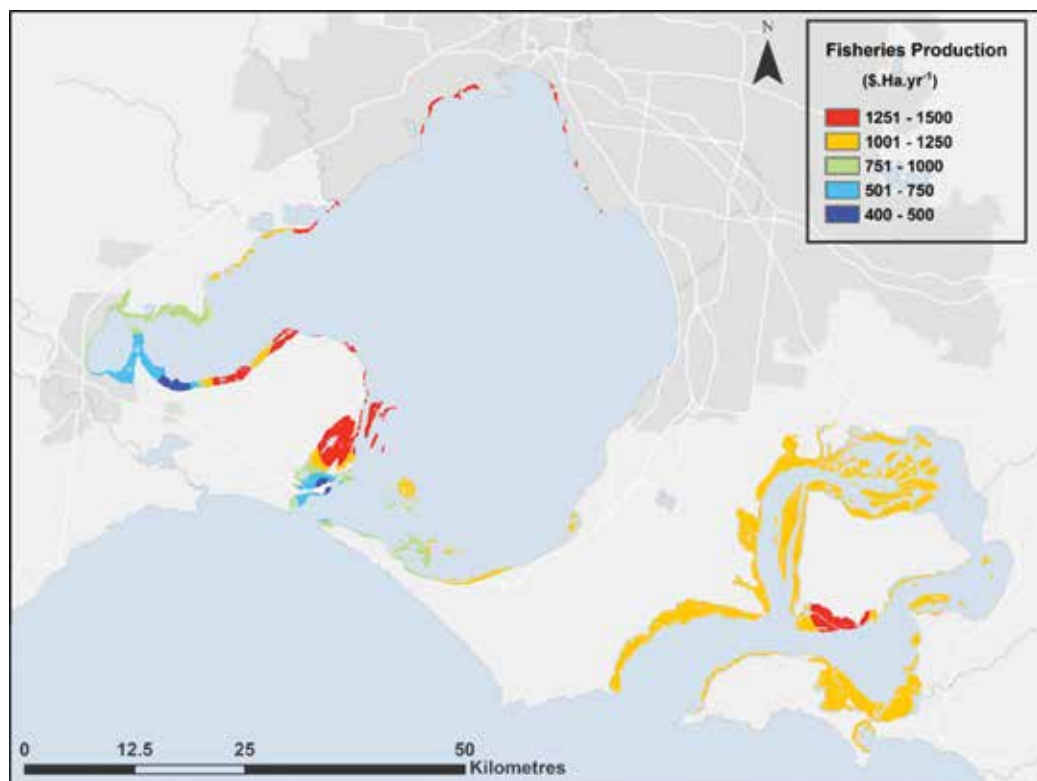 N
Fisheries Production
($.Ha.yr-1)
1251 - 1500
1001 - 1250
751 - 1000
501 - 750
400 - 500
0 12.5 25 50
Kilometres